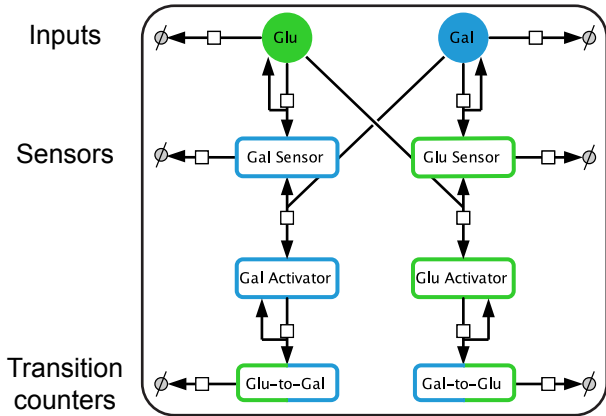 Inputs
Glu
Gal
Sensors
Gal Sensor
Glu Sensor
Gal Activator
Glu Activator
Transition
counters
Glu-to-Gal
Gal-to-Glu